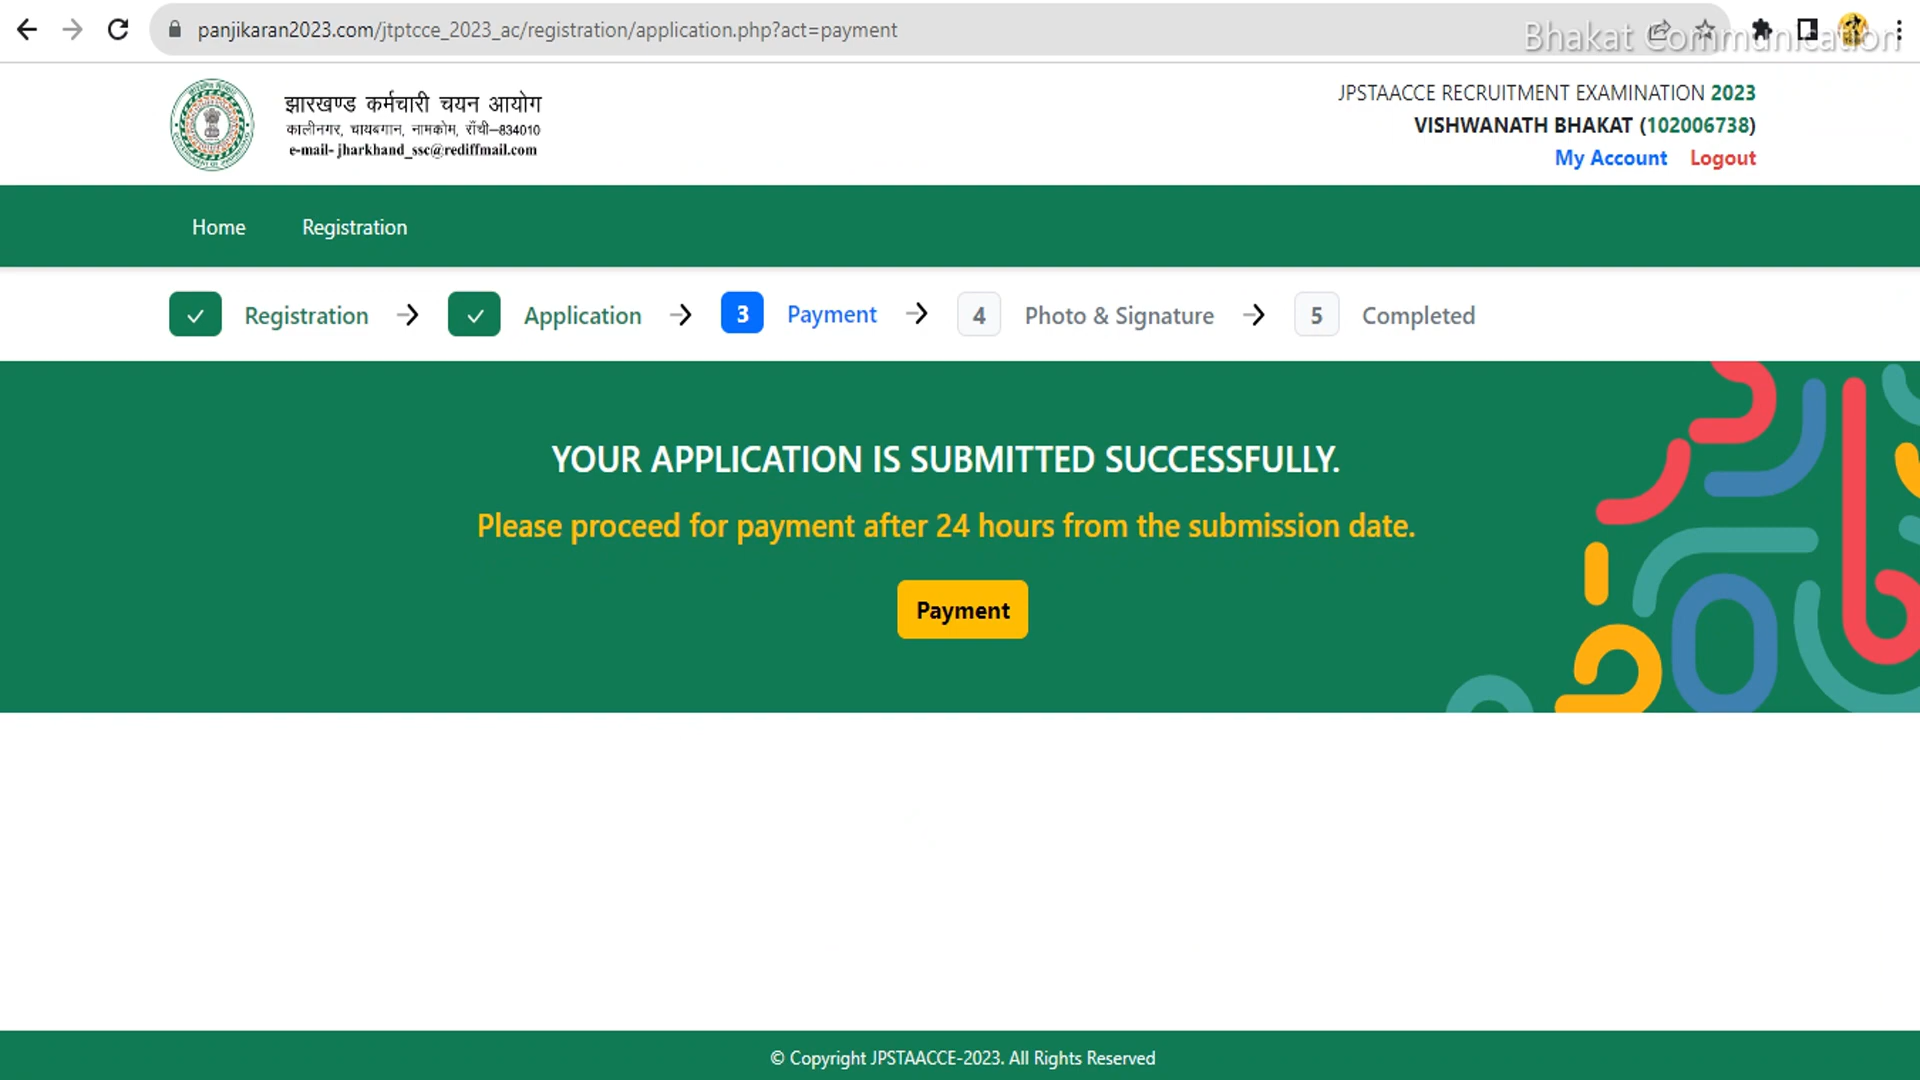 panjikaran2023.com/jtptcce_2023_ac/registration/application.php?act=payment
Bhakat Communication
झारखण्ड कर्मचारी चयन आयोग
कालीनगर, चायबगान, नामकोम, राँची–834010
e-mail- jharkhand_ssc@rediffmail.com
JPSTAACCE RECRUITMENT EXAMINATION 2023
VISHWANATH BHAKAT (102006738)
My Account Logout
Home Registration
Registration Application 3 Payment 4 Photo & Signature 5 Completed
YOUR APPLICATION IS SUBMITTED SUCCESSFULLY.
Please proceed for payment after 24 hours from the submission date.
Payment
© Copyright JPSTAACCE-2023. All Rights Reserved